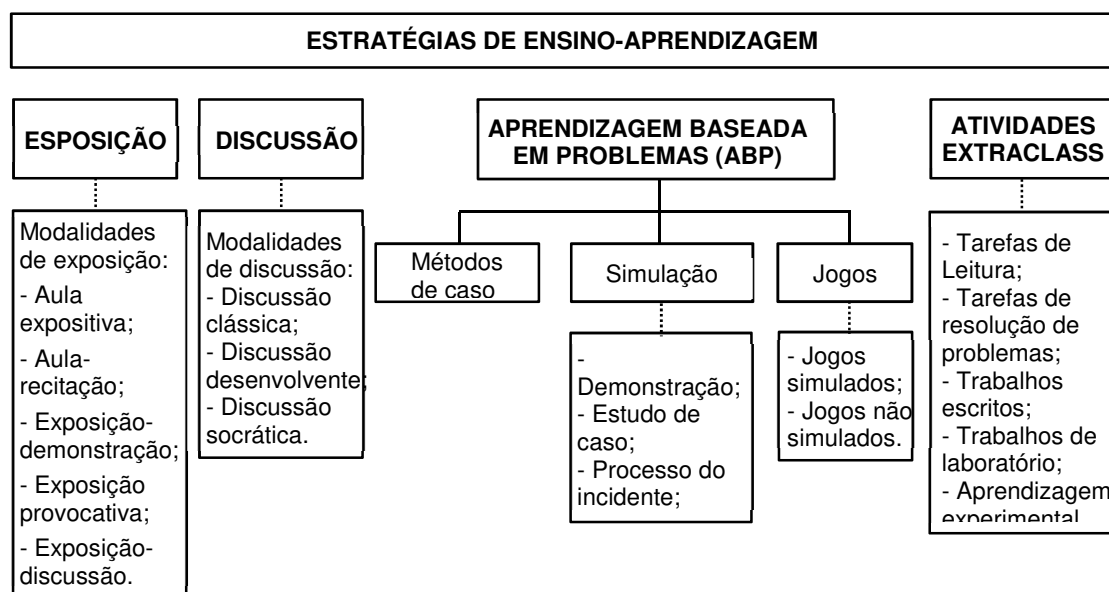 ESTRATÉGIAS DE ENSINO-APRENDIZAGEM
ESPOSIÇÃO
Modalidades
de exposição:
- Aula
expositiva;
- Aula-
recitação;
- Exposição-
demonstração;
- Exposição
provocativa;
- Exposição-
discussão.
DISCUSSÃO
Modalidades
de discussão:
- Discussão
clássica;
- Discussão
desenvolvente;
- Discussão
socrática.
APRENDIZAGEM BASEADA
EM PROBLEMAS (ABP)
Métodos
de caso
Simulação
-
Demonstração;
- Estudo de
caso;
- Processo do
incidente;
Jogos
- Jogos
simulados;
- Jogos não
simulados.
ATIVIDADES
EXTRACLASS
- Tarefas de
Leitura;
- Tarefas de
resolução de
problemas;
- Trabalhos
escritos;
- Trabalhos de
laboratório;
- Aprendizagem
experimental